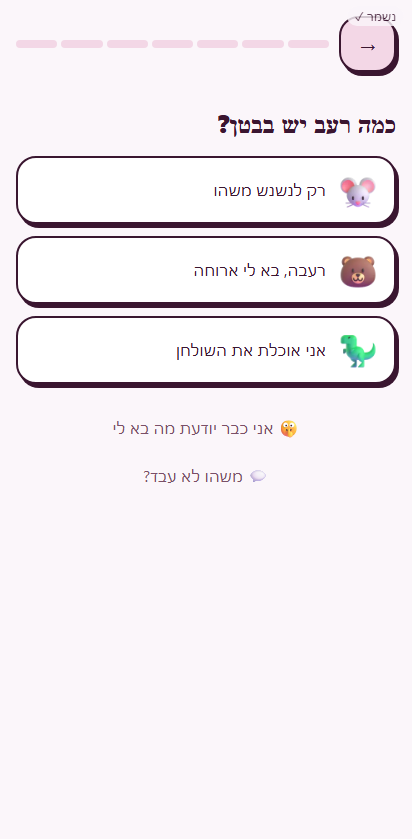 נשמר ✓
→
כמה רעב יש בבטן?
רק לנשנש משהו
רעבה, בא לי ארוחה
אני אוכלת את השולחן
אני כבר יודעת מה בא לי
משהו לא עבד?